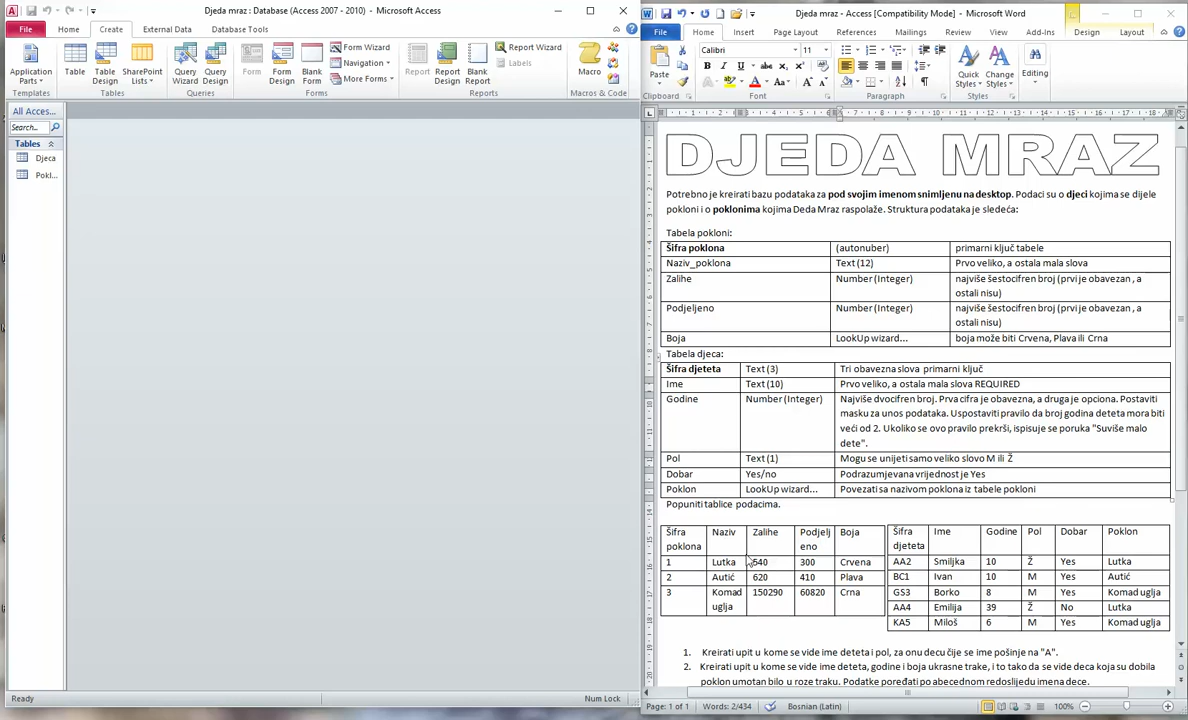 Djeda mraz : Database (Access 2007 - 2010) - Microsoft Access
File Home Create External Data Database Tools
Application Parts
Table
Table Design
SharePoint Lists
Query Wizard
Query Design
Form
Form Design
Blank Form
Form Wizard
Navigation
More Forms
Report
Report Design
Blank Report
Report Wizard
Labels
Macro
Templates Tables Queries Forms Reports Macros & Code
All Acces...
Search...
Tables
Djeca
Pokl...
Ready
Num Lock
Djeda mraz - Access [Compatibility Mode] - Microsoft Word
File Home Insert Page Layout References Mailings Review View Add-Ins Design Layout
Paste
Calibri 11
Quick Styles
Change Styles
Editing
Clipboard Font Paragraph Styles
DJEDA MRAZ
Potrebno je kreirati bazu podataka za pod svojim imenom snimljenu na desktop. Podaci su o djeci kojima se dijele
pokloni i o poklonima kojima Deda Mraz raspolaže. Struktura podataka je sledeća:
Tabela pokloni:
Šifra poklona (autonuber) primarni ključ tabele
Naziv_poklona Text (12) Prvo veliko, a ostala mala slova
Zalihe Number (Integer) najviše šestocifren broj (prvi je obavezan , a
ostali nisu)
Podjeljeno Number (Integer) najviše šestocifren broj (prvi je obavezan , a
ostali nisu)
Boja LookUp wizard... boja može biti Crvena, Plava ili Crna
Tabela djeca:
Šifra djeteta Text (3) Tri obavezna slova primarni ključ
Ime Text (10) Prvo veliko, a ostala mala slova REQUIRED
Godine Number (Integer) Najviše dvocifren broj. Prva cifra je obavezna, a druga je opciona. Postaviti
masku za unos podataka. Uspostaviti pravilo da broj godina deteta mora biti
veći od 2. Ukoliko se ovo pravilo prekrši, ispisuje se poruka "Suviše malo
dete".
Pol Text (1) Mogu se unijeti samo veliko slovo M ili Ž
Dobar Yes/no Podrazumjevana vrijednost je Yes
Poklon LookUp wizard... Povezati sa nazivom poklona iz tabele pokloni
Popuniti tablice podacima.
Šifra poklona Naziv Zalihe Podjeljeno Boja
1 Lutka 540 300 Crvena
2 Autić 620 410 Plava
3 Komad uglja 150290 60820 Crna
Šifra djeteta Ime Godine Pol Dobar Poklon
AA2 Smiljka 10 Ž Yes Lutka
BC1 Ivan 10 M Yes Autić
GS3 Borko 8 M Yes Komad uglja
AA4 Emilija 39 Ž No Lutka
KA5 Miloš 6 M Yes Komad uglja
1. Kreirati upit u kome se vide ime deteta i pol, za onu decu čije se ime pošinje na "A".
2. Kreirati upit u kome se vide ime deteta, godine i boja ukrasne trake, i to tako da se vide deca koja su dobila
poklon umotan bilo u roze traku. Podatke poređati po abecednom redoslijedu imena dece.
Page: 1 of 1 Words: 2/434 Bosnian (Latin) 100%